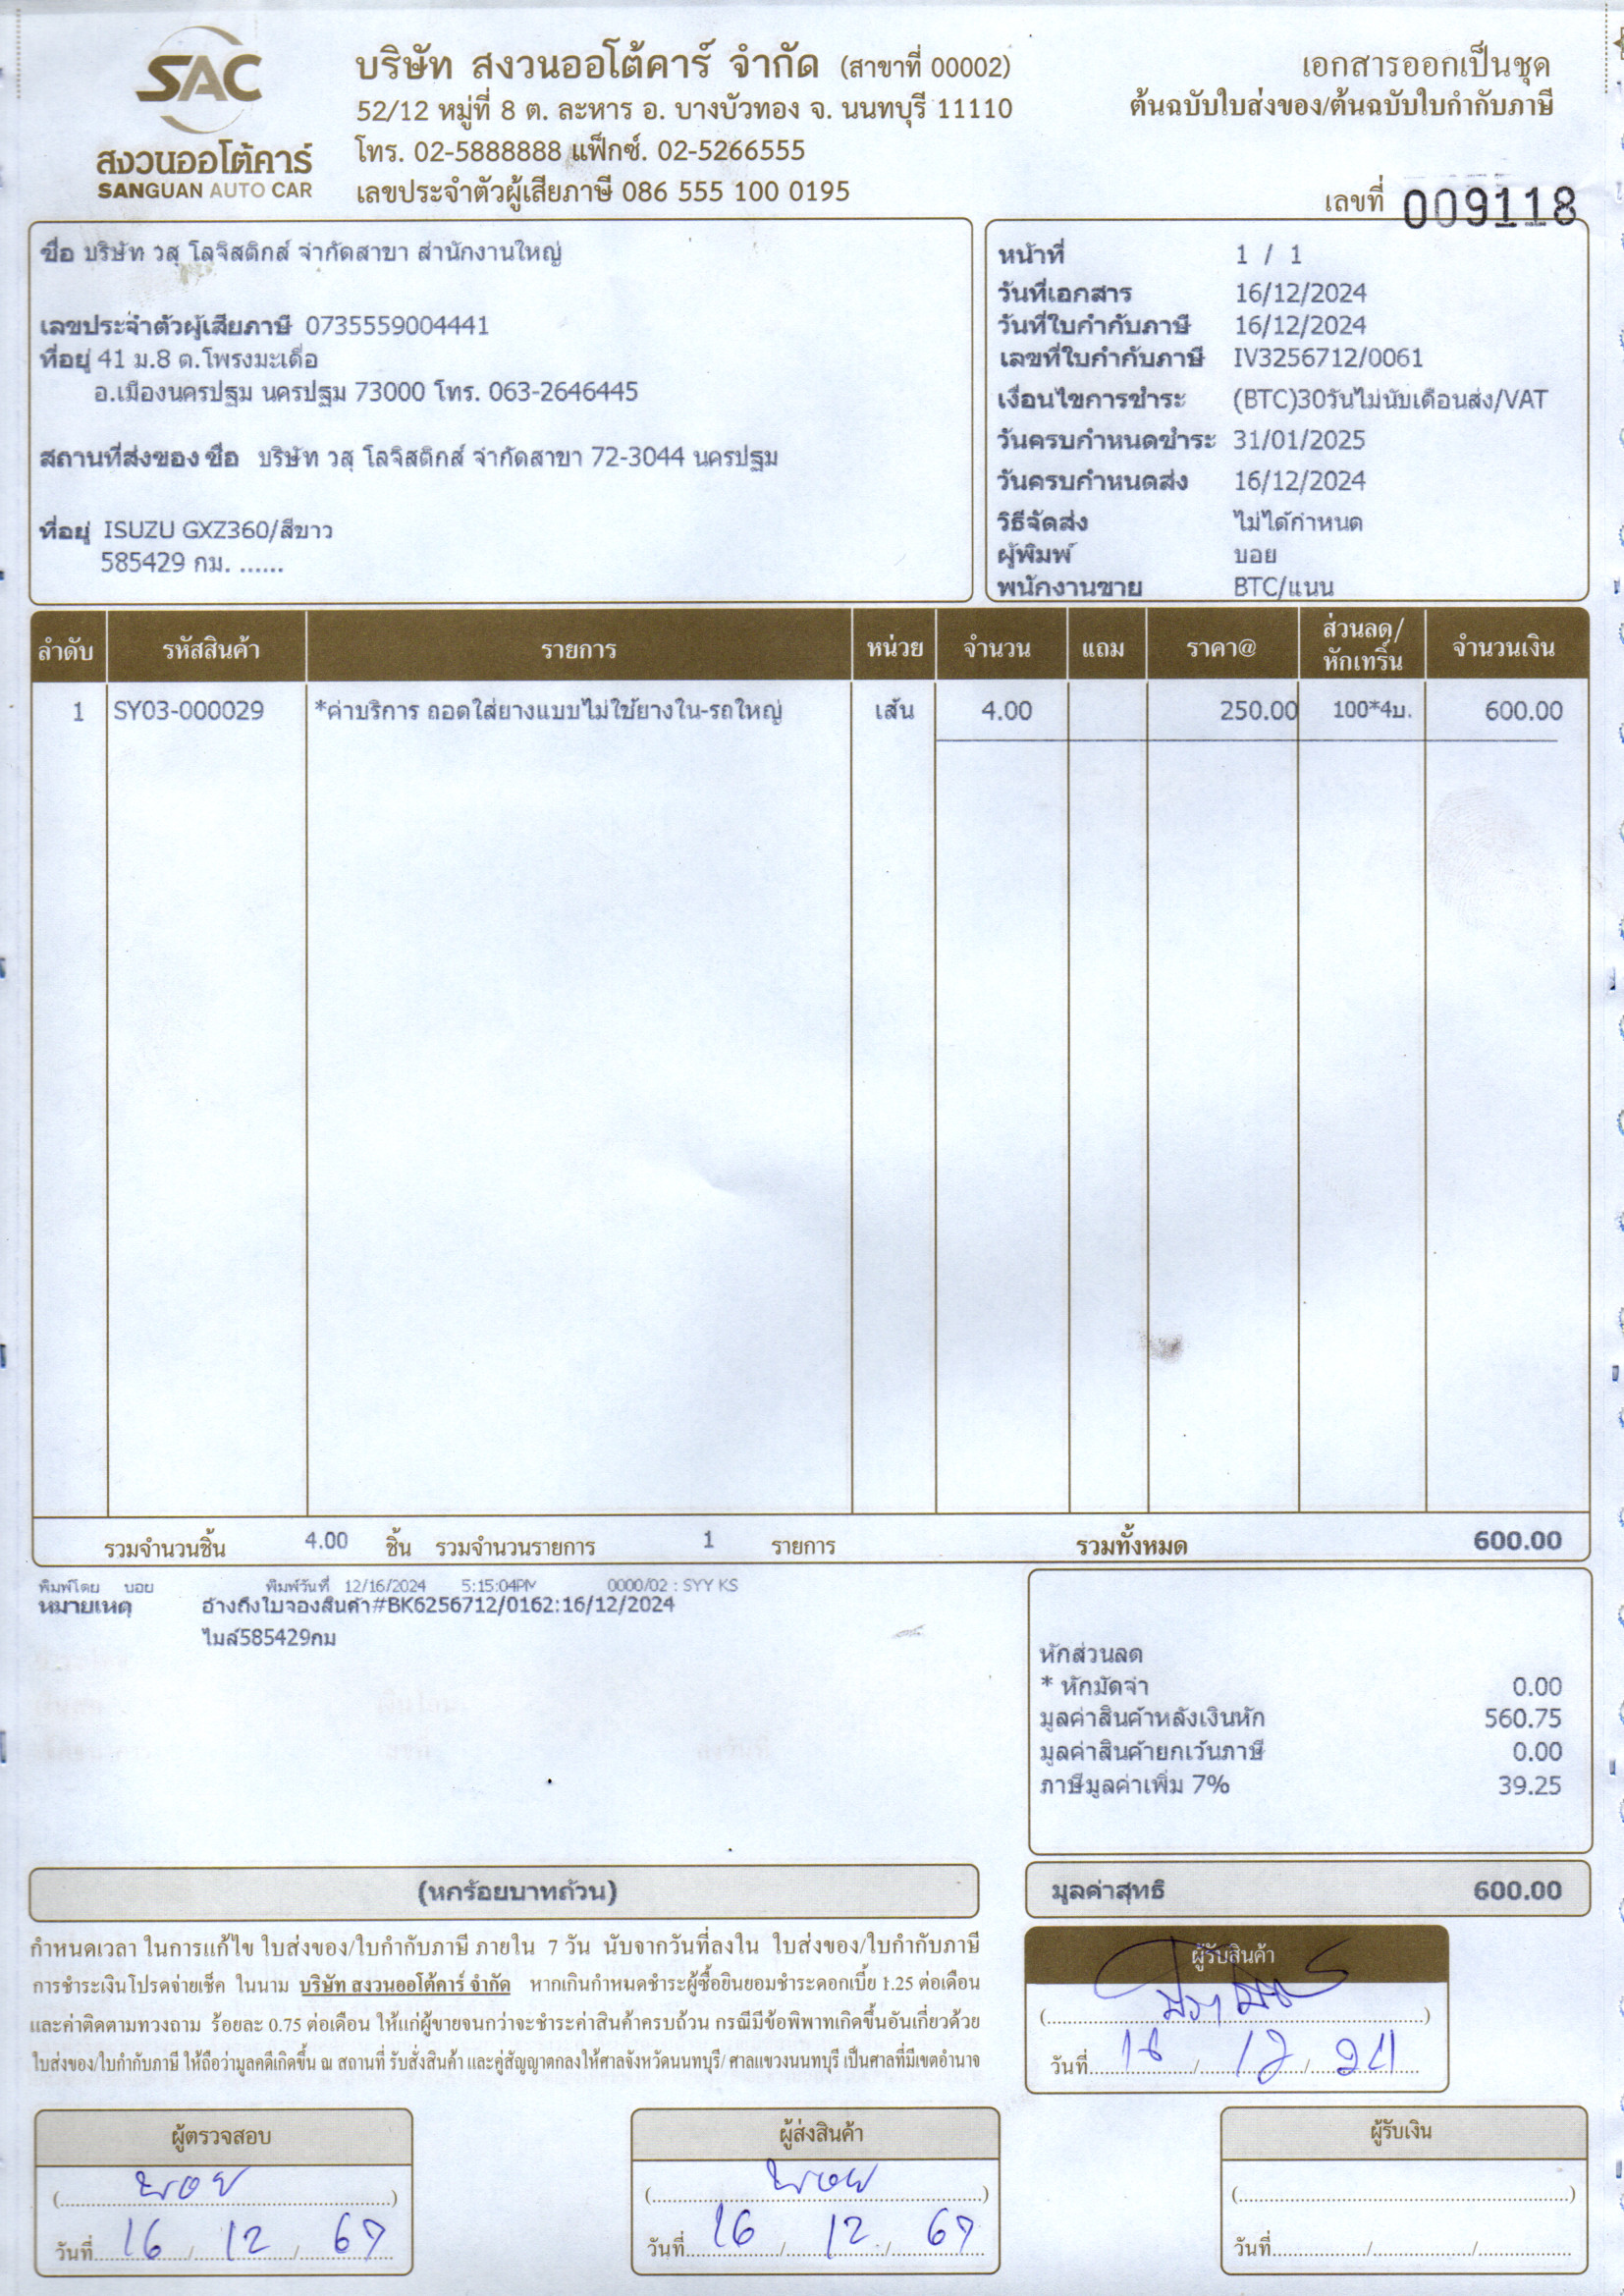 SAC
สงวนออโต้คาร์
SANGUAN AUTO CAR
บริษัท สงวนออโต้คาร์ จำกัด (สาขาที่ 00002)
52/12 หมู่ที่ 8 ต. ละหาร อ. บางบัวทอง จ. นนทบุรี 11110
โทร. 02-5888888 แฟ็กซ์. 02-5266555
เลขประจำตัวผู้เสียภาษี 086 555 100 0195
เอกสารออกเป็นชุด
ต้นฉบับใบส่งของ/ต้นฉบับใบกำกับภาษี
เลขที่ 009118
ชื่อ บริษัท วสุ โลจิสติกส์ จำกัดสาขา สำนักงานใหญ่
เลขประจำตัวผู้เสียภาษี 0735559004441
ที่อยู่ 41 ม.8 ต.โพรงมะเดื่อ
อ.เมืองนครปฐม นครปฐม 73000 โทร. 063-2646445
สถานที่ส่งของ ชื่อ บริษัท วสุ โลจิสติกส์ จำกัดสาขา 72-3044 นครปฐม
ที่อยู่ ISUZU GXZ360/สีขาว
585429 กม. ......
หน้าที่ 1 / 1
วันที่เอกสาร 16/12/2024
วันที่ใบกำกับภาษี 16/12/2024
เลขที่ใบกำกับภาษี IV3256712/0061
เงื่อนไขการชำระ (BTC)30วันไม่นับเดือนส่ง/VAT
วันครบกำหนดชำระ 31/01/2025
วันครบกำหนดส่ง 16/12/2024
วิธีจัดส่ง ไม่ได้กำหนด
ผู้พิมพ์ บอย
พนักงานขาย BTC/แนน
ลำดับ รหัสสินค้า รายการ หน่วย จำนวน แถม ราคา@ ส่วนลด/หักเทริ์น จำนวนเงิน
1 SY03-000029 *ค่าบริการ ถอดใส่ยางแบบไม่ใช้ยางใน-รถใหญ่ เส้น 4.00 250.00 100*4บ. 600.00
รวมจำนวนชิ้น 4.00 ชิ้น รวมจำนวนรายการ 1 รายการ รวมทั้งหมด 600.00
พิมพ์โดย บอย พิมพ์วันที่ 12/16/2024 5:15:04PM 0000/02 : SYY KS
หมายเหตุ อ้างถึงใบจองสินค้า#BK6256712/0162:16/12/2024
ไมล์585429กม
หักส่วนลด
* หักมัดจำ 0.00
มูลค่าสินค้าหลังเงินหัก 560.75
มูลค่าสินค้ายกเว้นภาษี 0.00
ภาษีมูลค่าเพิ่ม 7% 39.25
(หกร้อยบาทถ้วน)
มูลค่าสุทธิ 600.00
กำหนดเวลา ในการแก้ไข ใบส่งของ/ใบกำกับภาษี ภายใน 7 วัน นับจากวันที่ลงใน ใบส่งของ/ใบกำกับภาษี
การชำระเงินโปรดจ่ายเช็ค ในนาม บริษัท สงวนออโต้คาร์ จำกัด หากเกินกำหนดชำระผู้ซื้อยินยอมชำระดอกเบี้ย 1.25 ต่อเดือน
และค่าติดตามทวงถาม ร้อยละ 0.75 ต่อเดือน ให้แก่ผู้ขายจนกว่าจะชำระค่าสินค้าครบถ้วน กรณีมีข้อพิพาทเกิดขึ้นอันเกี่ยวด้วย
ใบส่งของ/ใบกำกับภาษี ให้ถือว่ามูลคดีเกิดขึ้น ณ สถานที่ รับสั่งสินค้า และคู่สัญญาตกลงให้ศาลจังหวัดนนทบุรี/ ศาลแขวงนนทบุรี เป็นศาลที่มีเขตอำนาจ
ผู้รับสินค้า
วันที่ 16 / 12 / 24
ผู้ตรวจสอบ
(บอย)
วันที่ 16 / 12 / 67
ผู้ส่งสินค้า
(บอย)
วันที่ 16 / 12 / 67
ผู้รับเงิน
(....................)
วันที่............/............/............